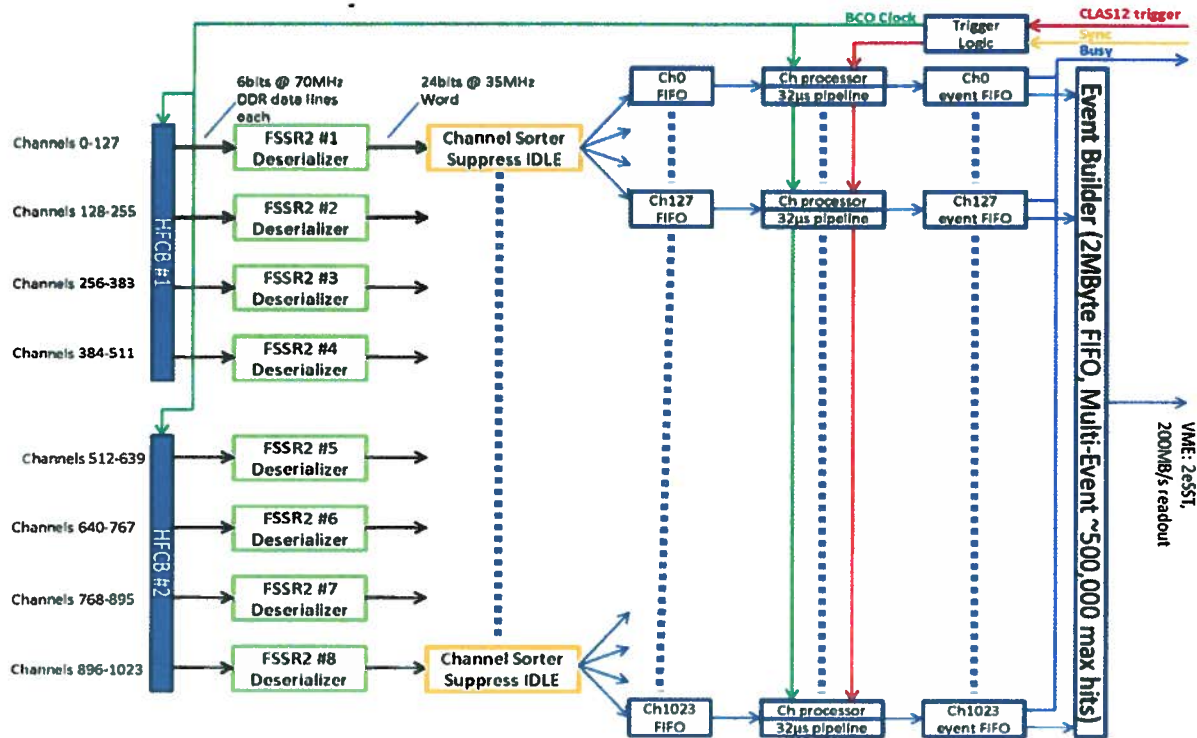 BCO Clock
CLAS12 trigger
Trigger
Logic
Sync
Busy
6bits @ 70MHz
DDR data lines
each
24bits @ 35MHz
Word
Channels 0-127
Channels 128-255
Channels 256-383
Channels 384-511
Channels 512-639
Channels 640-767
Channels 768-895
Channels 896-1023
HFCB #1
HFCB #2
FSSR2 #1
Deserializer
FSSR2 #2
Deserializer
FSSR2 #3
Deserializer
FSSR2 #4
Deserializer
FSSR2 #5
Deserializer
FSSR2 #6
Deserializer
FSSR2 #7
Deserializer
FSSR2 #8
Deserializer
Channel Sorter
Suppress IDLE
Channel Sorter
Suppress IDLE
Ch0
FIFO
Ch processor
32µs pipeline
Ch0
event FIFO
Ch127
FIFO
Ch processor
32µs pipeline
Ch127
event FIFO
Ch1023
FIFO
Ch processor
32µs pipeline
Ch1023
event FIFO
Event Builder (2MByte FIFO, Multi-Event ~500,000 max hits)
VME: 2eSST,
200MB/s readout